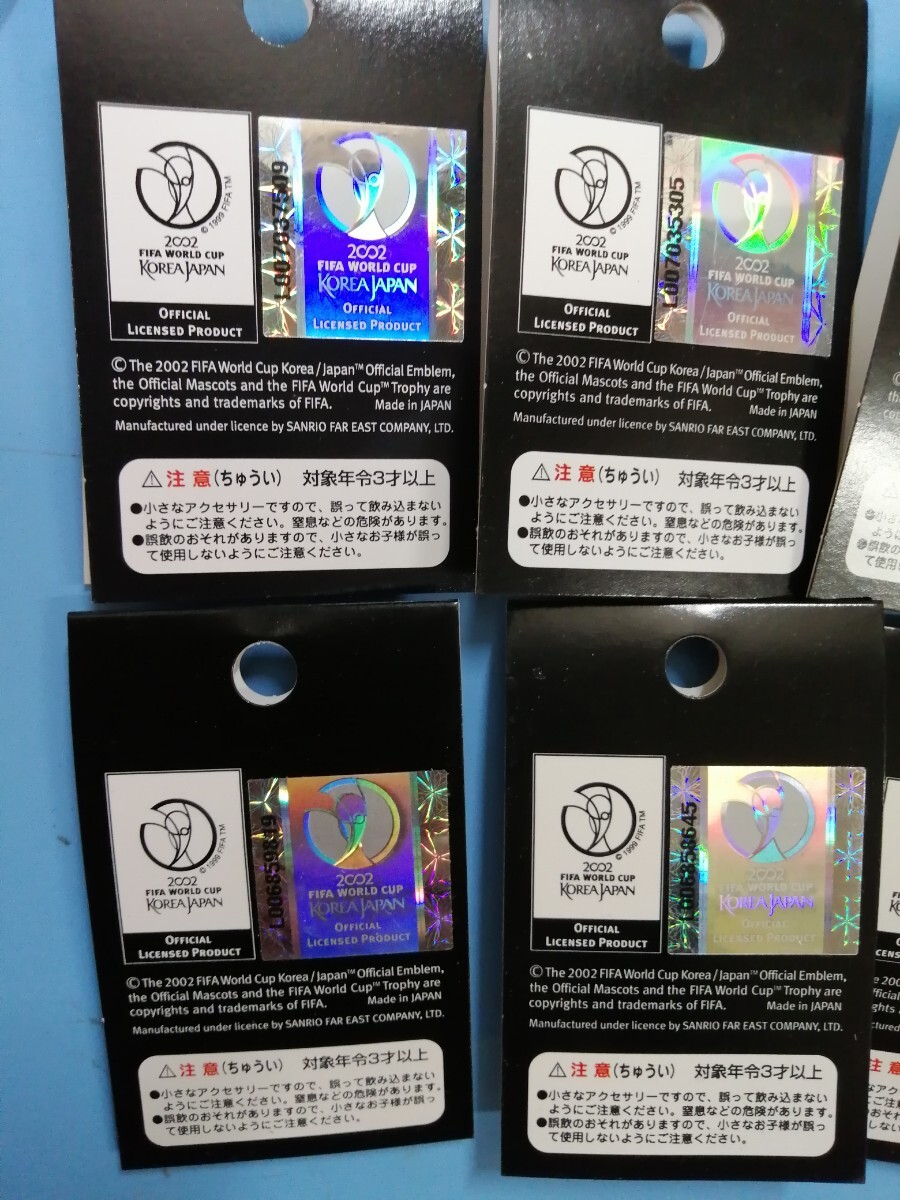 © 1999 FIFA TM
2002
FIFA WORLD CUP
KOREA JAPAN
OFFICIAL
LICENSED PRODUCT
2002
FIFA WORLD CUP
KOREA JAPAN
OFFICIAL
LICENSED PRODUCT
© The 2002 FIFA World Cup Korea/Japan™ Official Emblem,
the Official Mascots and the FIFA World Cup™ Trophy are
copyrights and trademarks of FIFA. Made in JAPAN
Manufactured under licence by SANRIO FAR EAST COMPANY, LTD.
⚠ 注意(ちゅうい) 対象年令3才以上
●小さなアクセサリーですので、誤って飲み込まない
ようにご注意ください。窒息などの危険があります。
●誤飲のおそれがありますので、小さなお子様が誤っ
て使用しないようにご注意ください。
© 1999 FIFA TM
2002
FIFA WORLD CUP
KOREA JAPAN
OFFICIAL
LICENSED PRODUCT
L007035305
2002
FIFA WORLD CUP
KOREA JAPAN
OFFICIAL
LICENSED PRODUCT
© The 2002 FIFA World Cup Korea/Japan™ Official Emblem,
the Official Mascots and the FIFA World Cup™ Trophy are
copyrights and trademarks of FIFA. Made in JAPAN
Manufactured under licence by SANRIO FAR EAST COMPANY, LTD.
⚠ 注意(ちゅうい) 対象年令3才以上
●小さなアクセサリーですので、誤って飲み込まない
ようにご注意ください。窒息などの危険があります。
●誤飲のおそれがありますので、小さなお子様が誤っ
て使用しないようにご注意ください。
© 1999 FIFA TM
2002
FIFA WORLD CUP
KOREA JAPAN
OFFICIAL
LICENSED PRODUCT
2002
FIFA WORLD CUP
KOREA JAPAN
OFFICIAL
LICENSED PRODUCT
© The 2002 FIFA World Cup Korea/Japan™ Official Emblem,
the Official Mascots and the FIFA World Cup™ Trophy are
copyrights and trademarks of FIFA. Made in JAPAN
Manufactured under licence by SANRIO FAR EAST COMPANY, LTD.
⚠ 注意(ちゅうい) 対象年令3才以上
●小さなアクセサリーですので、誤って飲み込まない
ようにご注意ください。窒息などの危険があります。
●誤飲のおそれがありますので、小さなお子様が誤っ
て使用しないようにご注意ください。
© 1999 FIFA TM
2002
FIFA WORLD CUP
KOREA JAPAN
OFFICIAL
LICENSED PRODUCT
2002
FIFA WORLD CUP
KOREA JAPAN
OFFICIAL
LICENSED PRODUCT
© The 2002 FIFA World Cup Korea/Japan™ Official Emblem,
the Official Mascots and the FIFA World Cup™ Trophy are
copyrights and trademarks of FIFA. Made in JAPAN
Manufactured under licence by SANRIO FAR EAST COMPANY, LTD.
⚠ 注意(ちゅうい) 対象年令3才以上
●小さなアクセサリーですので、誤って飲み込まない
ようにご注意ください。窒息などの危険があります。
●誤飲のおそれがありますので、小さなお子様が誤っ
て使用しないようにご注意ください。